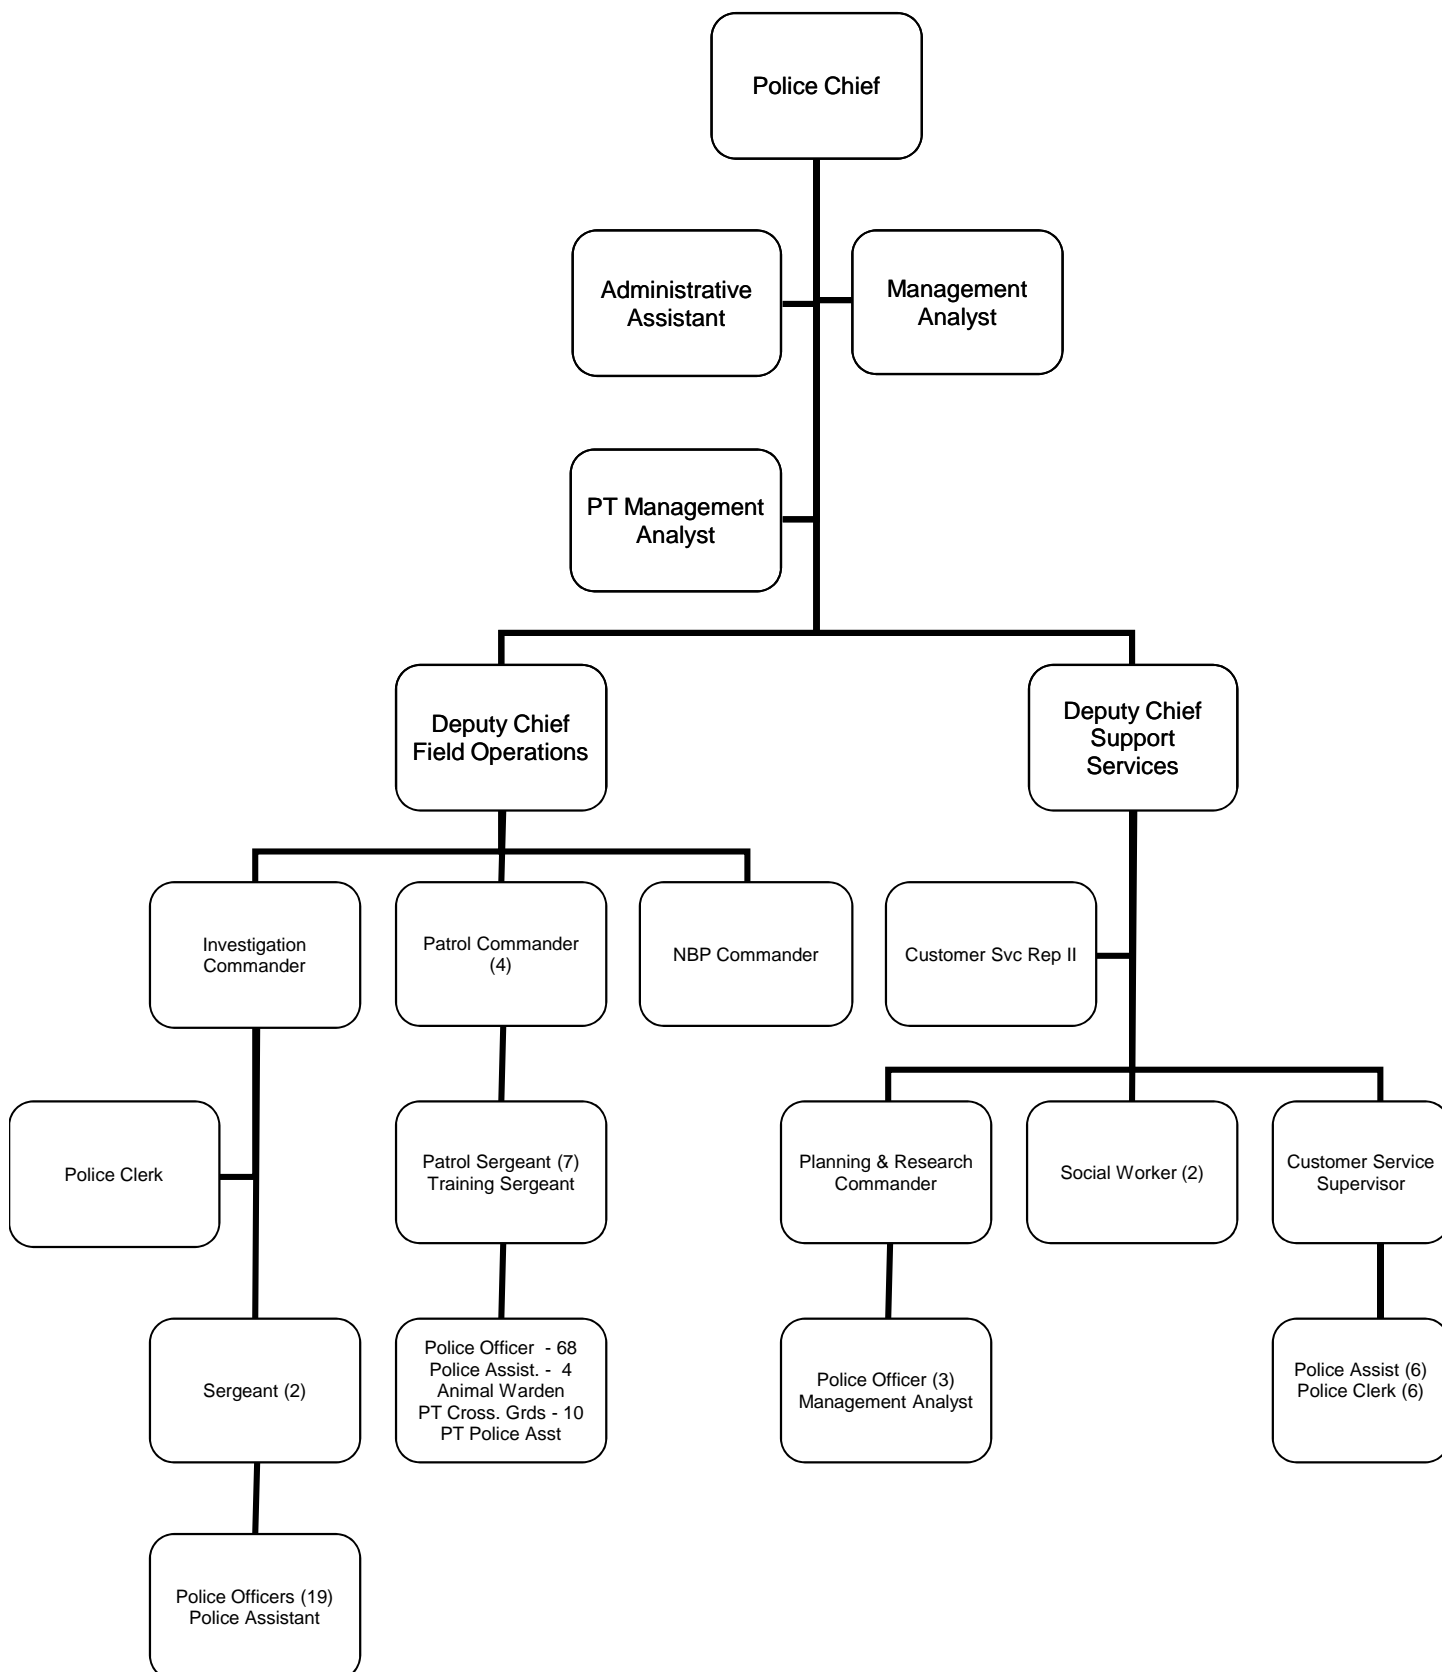 Police Chief
Administrative
Assistant
Management
Analyst
PT Management
Analyst
Deputy Chief
Field Operations
Deputy Chief
Support
Services
Investigation
Commander
Patrol Commander
(4)
NBP Commander
Customer Svc Rep II
Police Clerk
Patrol Sergeant (7)
Training Sergeant
Planning & Research
Commander
Social Worker (2)
Customer Service
Supervisor
Sergeant (2)
Police Officer - 68
Police Assist. - 4
Animal Warden
PT Cross. Grds - 10
PT Police Asst
Police Officer (3)
Management Analyst
Police Assist (6)
Police Clerk (6)
Police Officers (19)
Police Assistant